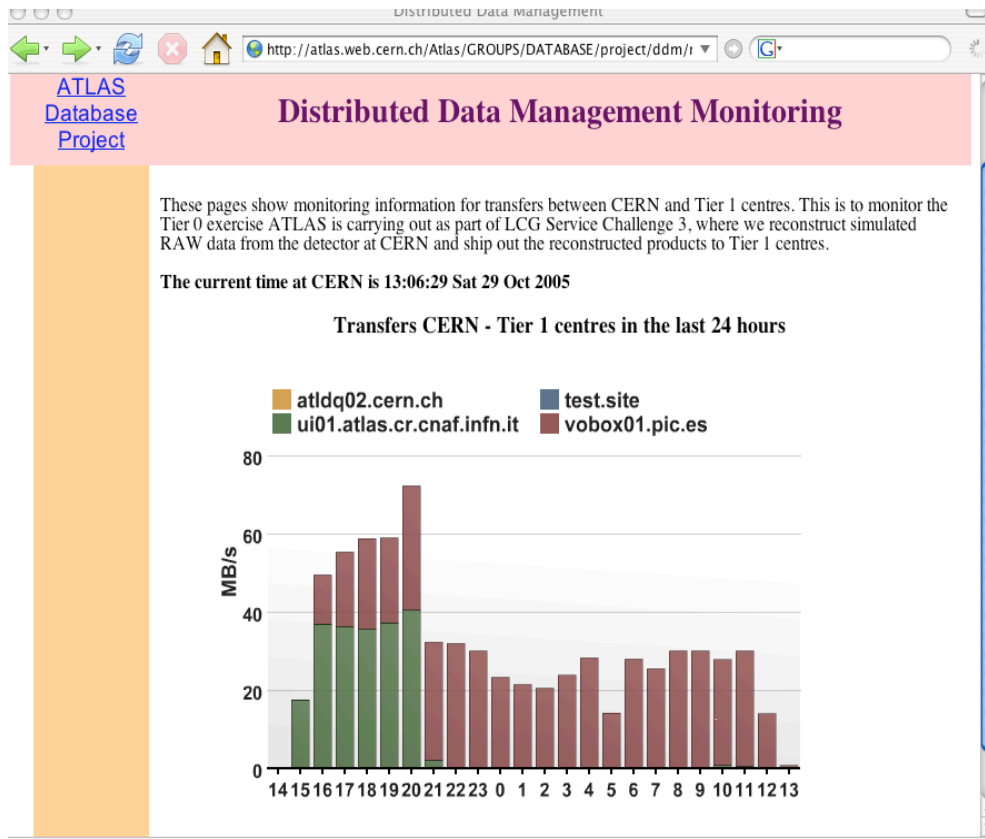 Distributed Data Management
http://atlas.web.cern.ch/Atlas/GROUPS/DATABASE/project/ddm/r
G
ATLAS
Database
Project
Distributed Data Management Monitoring
These pages show monitoring information for transfers between CERN and Tier 1 centres. This is to monitor the
Tier 0 exercise ATLAS is carrying out as part of LCG Service Challenge 3, where we reconstruct simulated
RAW data from the detector at CERN and ship out the reconstructed products to Tier 1 centres.
The current time at CERN is 13:06:29 Sat 29 Oct 2005
Transfers CERN - Tier 1 centres in the last 24 hours
atldq02.cern.ch test.site
ui01.atlas.cr.cnaf.infn.it vobox01.pic.es
80
60
MB/s
40
20
0
14 15 16 17 18 19 20 21 22 23 0 1 2 3 4 5 6 7 8 9 10 11 12 13